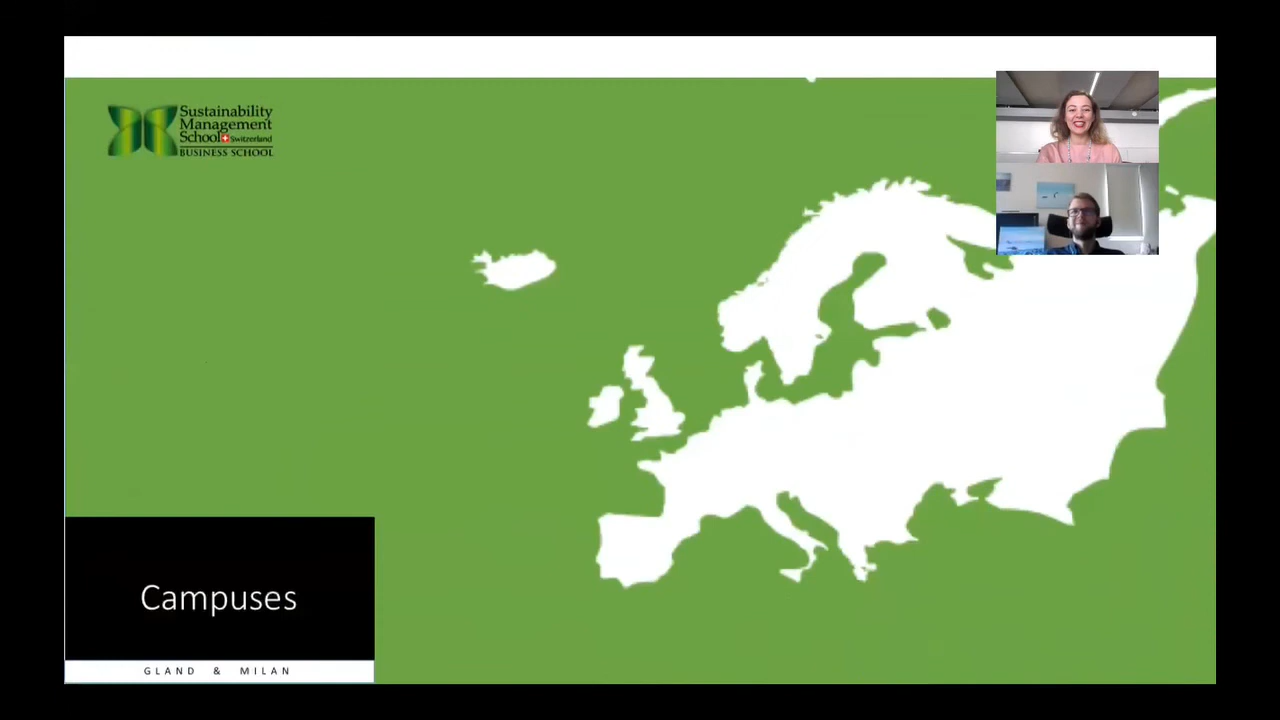 Sustainability
Management
School Switzerland
BUSINESS SCHOOL
Campuses
GLAND & MILAN